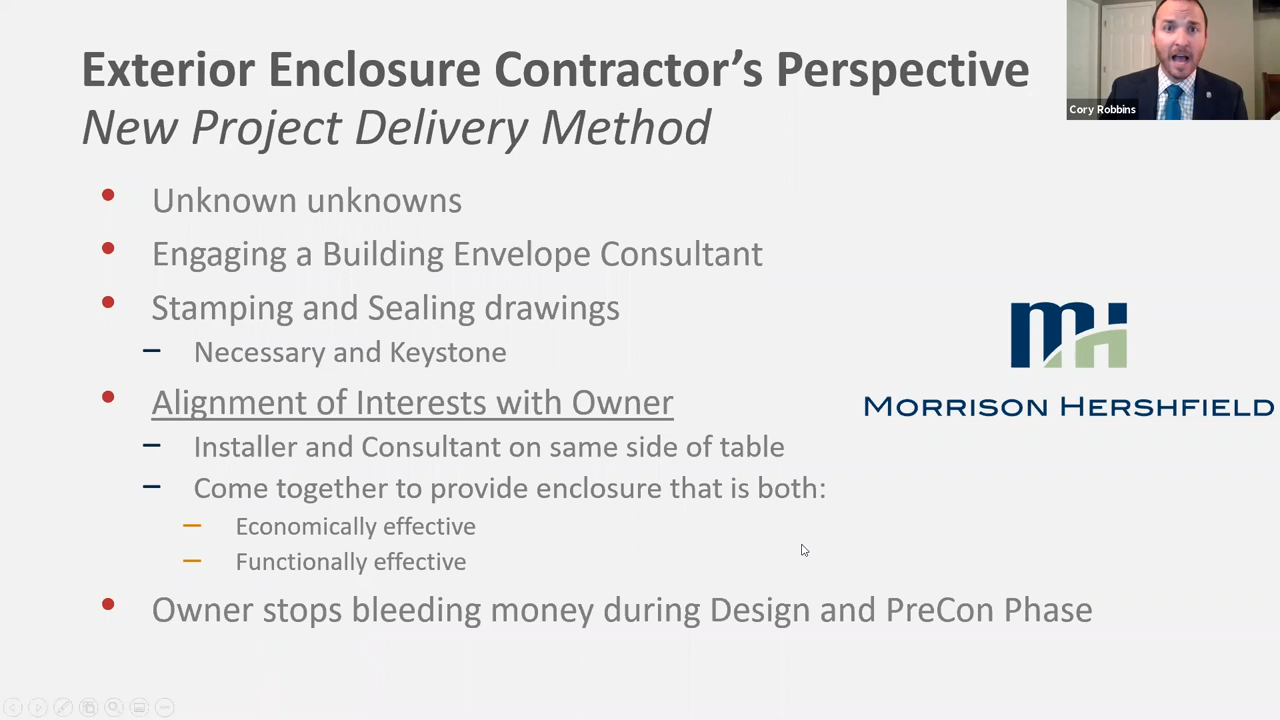 Exterior Enclosure Contractor’s Perspective
New Project Delivery Method
Cory Robbins
• Unknown unknowns
• Engaging a Building Envelope Consultant
• Stamping and Sealing drawings
– Necessary and Keystone
• Alignment of Interests with Owner
– Installer and Consultant on same side of table
– Come together to provide enclosure that is both:
– Economically effective
– Functionally effective
• Owner stops bleeding money during Design and PreCon Phase
mh
MORRISON HERSHFIELD